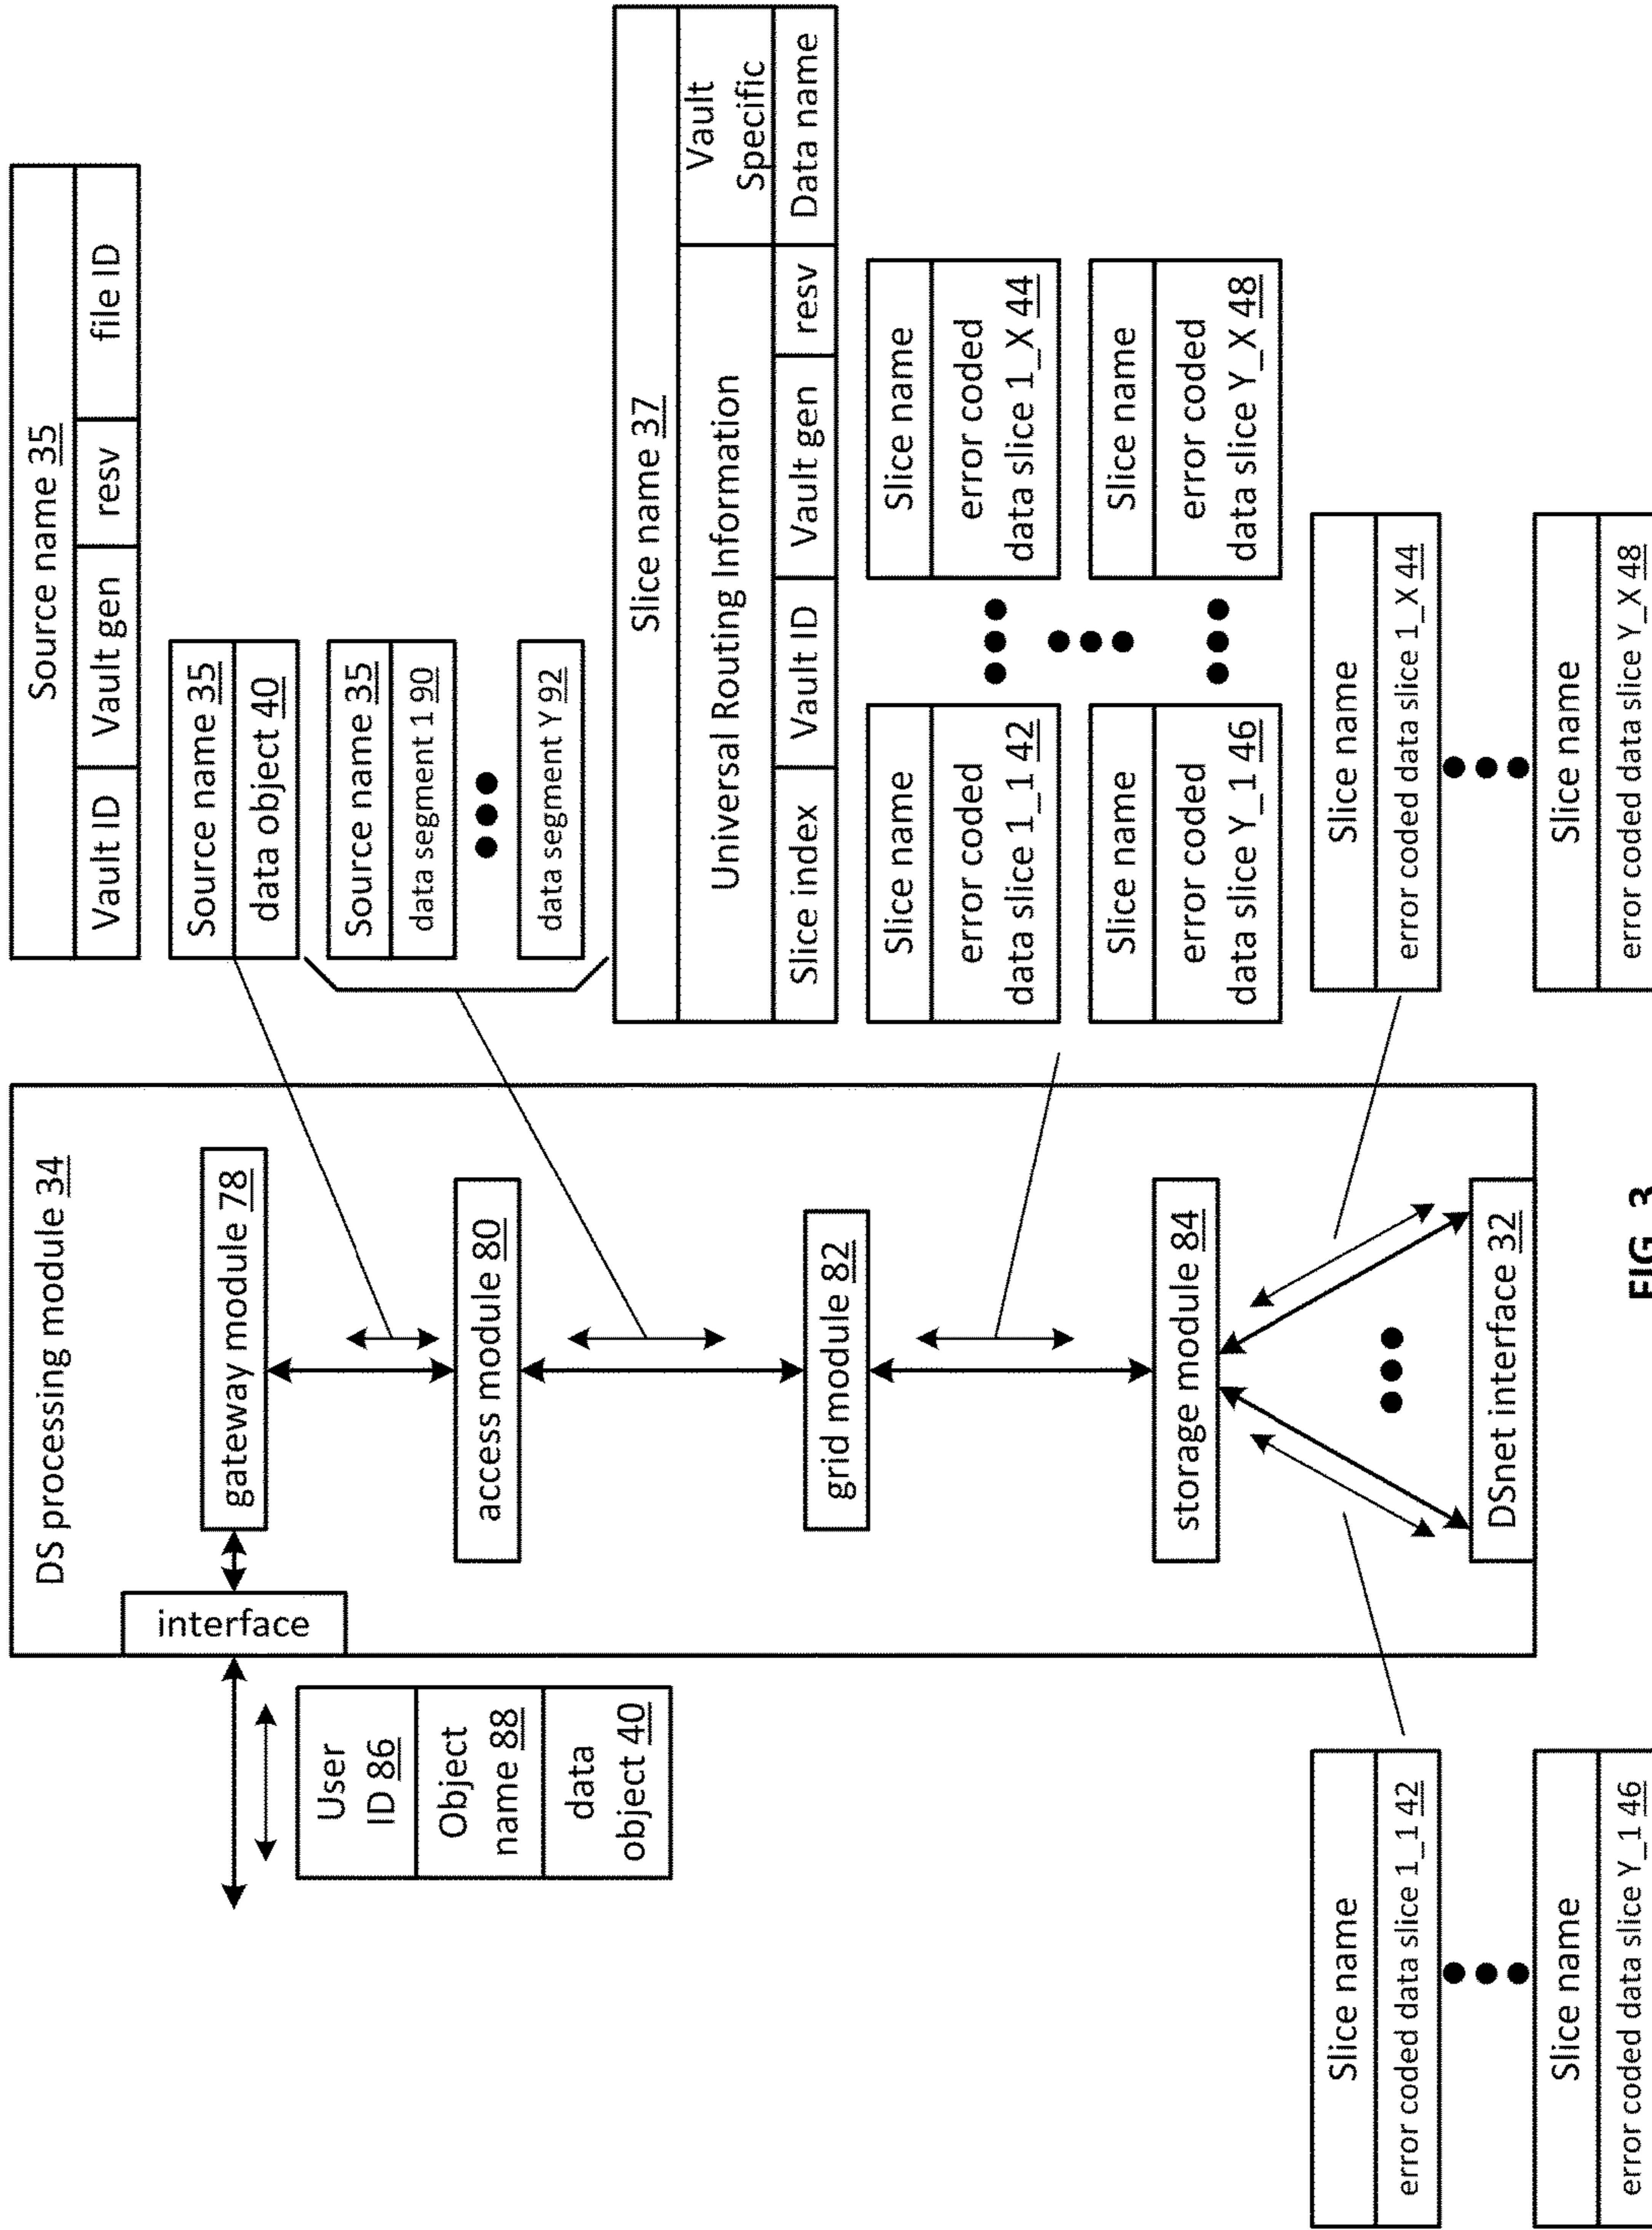 DS processing module 34
interface
gateway module 78
access module 80
grid module 82
storage module 84
DSnet interface 32
User
ID 86
Object
name 88
data
object 40
Source name 35
Vault ID
Vault gen
resv
file ID
Source name 35
data object 40
Source name 35
data segment 1 90
data segment Y 92
Slice name 37
Universal Routing Information
Vault
Specific
Slice index
Vault ID
Vault gen
resv
Data name
Slice name
error coded
data slice 1_1 42
Slice name
error coded
data slice 1_X 44
Slice name
error coded
data slice Y_1 46
Slice name
error coded
data slice Y_X 48
Slice name
error coded data slice 1_1 42
Slice name
error coded data slice Y_1 46
Slice name
error coded data slice 1_X 44
Slice name
error coded data slice Y_X 48
FIG. 3